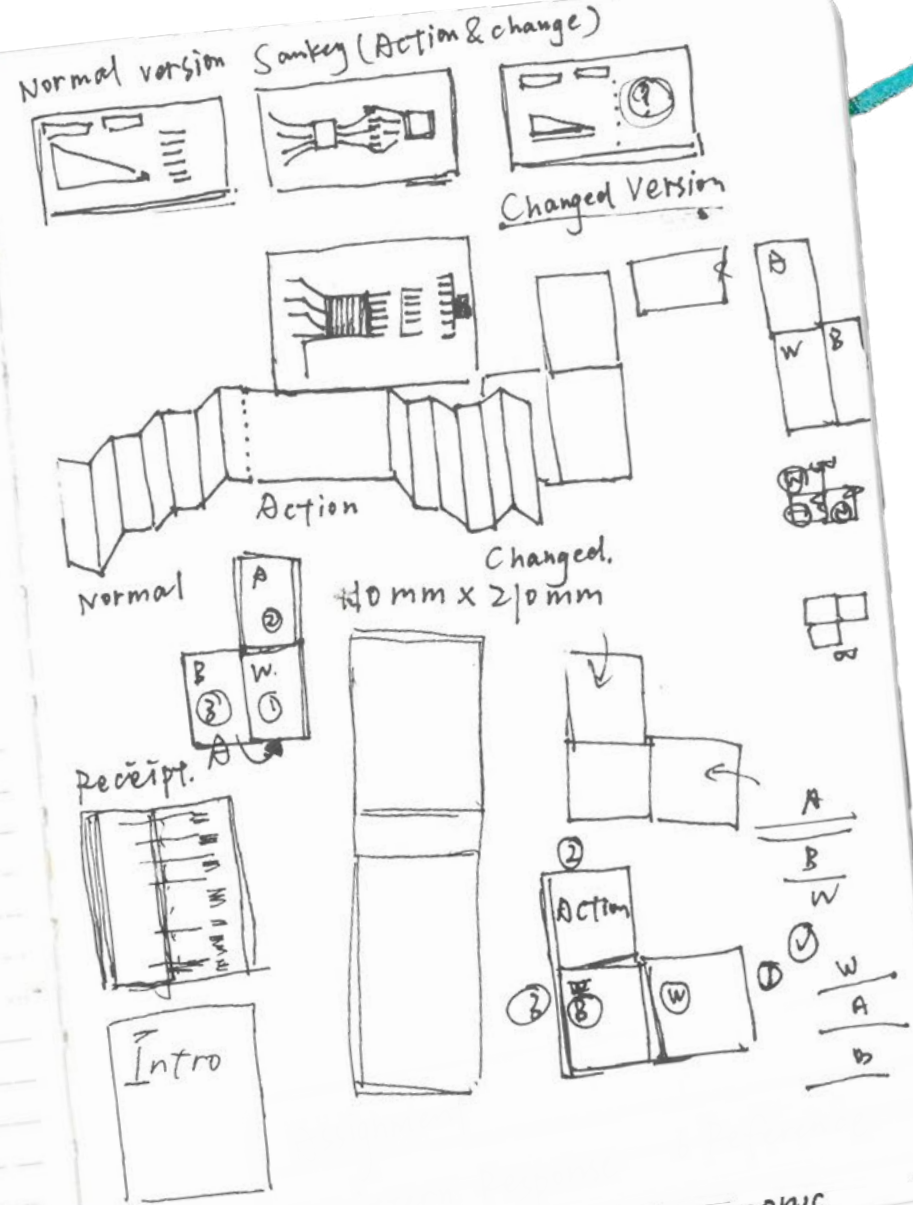 Normal version
Sankey (Action & change)
Changed Version
A
W
B
Action
Normal
Changed.
210mm
A
2
B
W.
3
1
A
Receipt.
Intro
2
Action
3
W
B
W
1
A
B
W
W
A
B